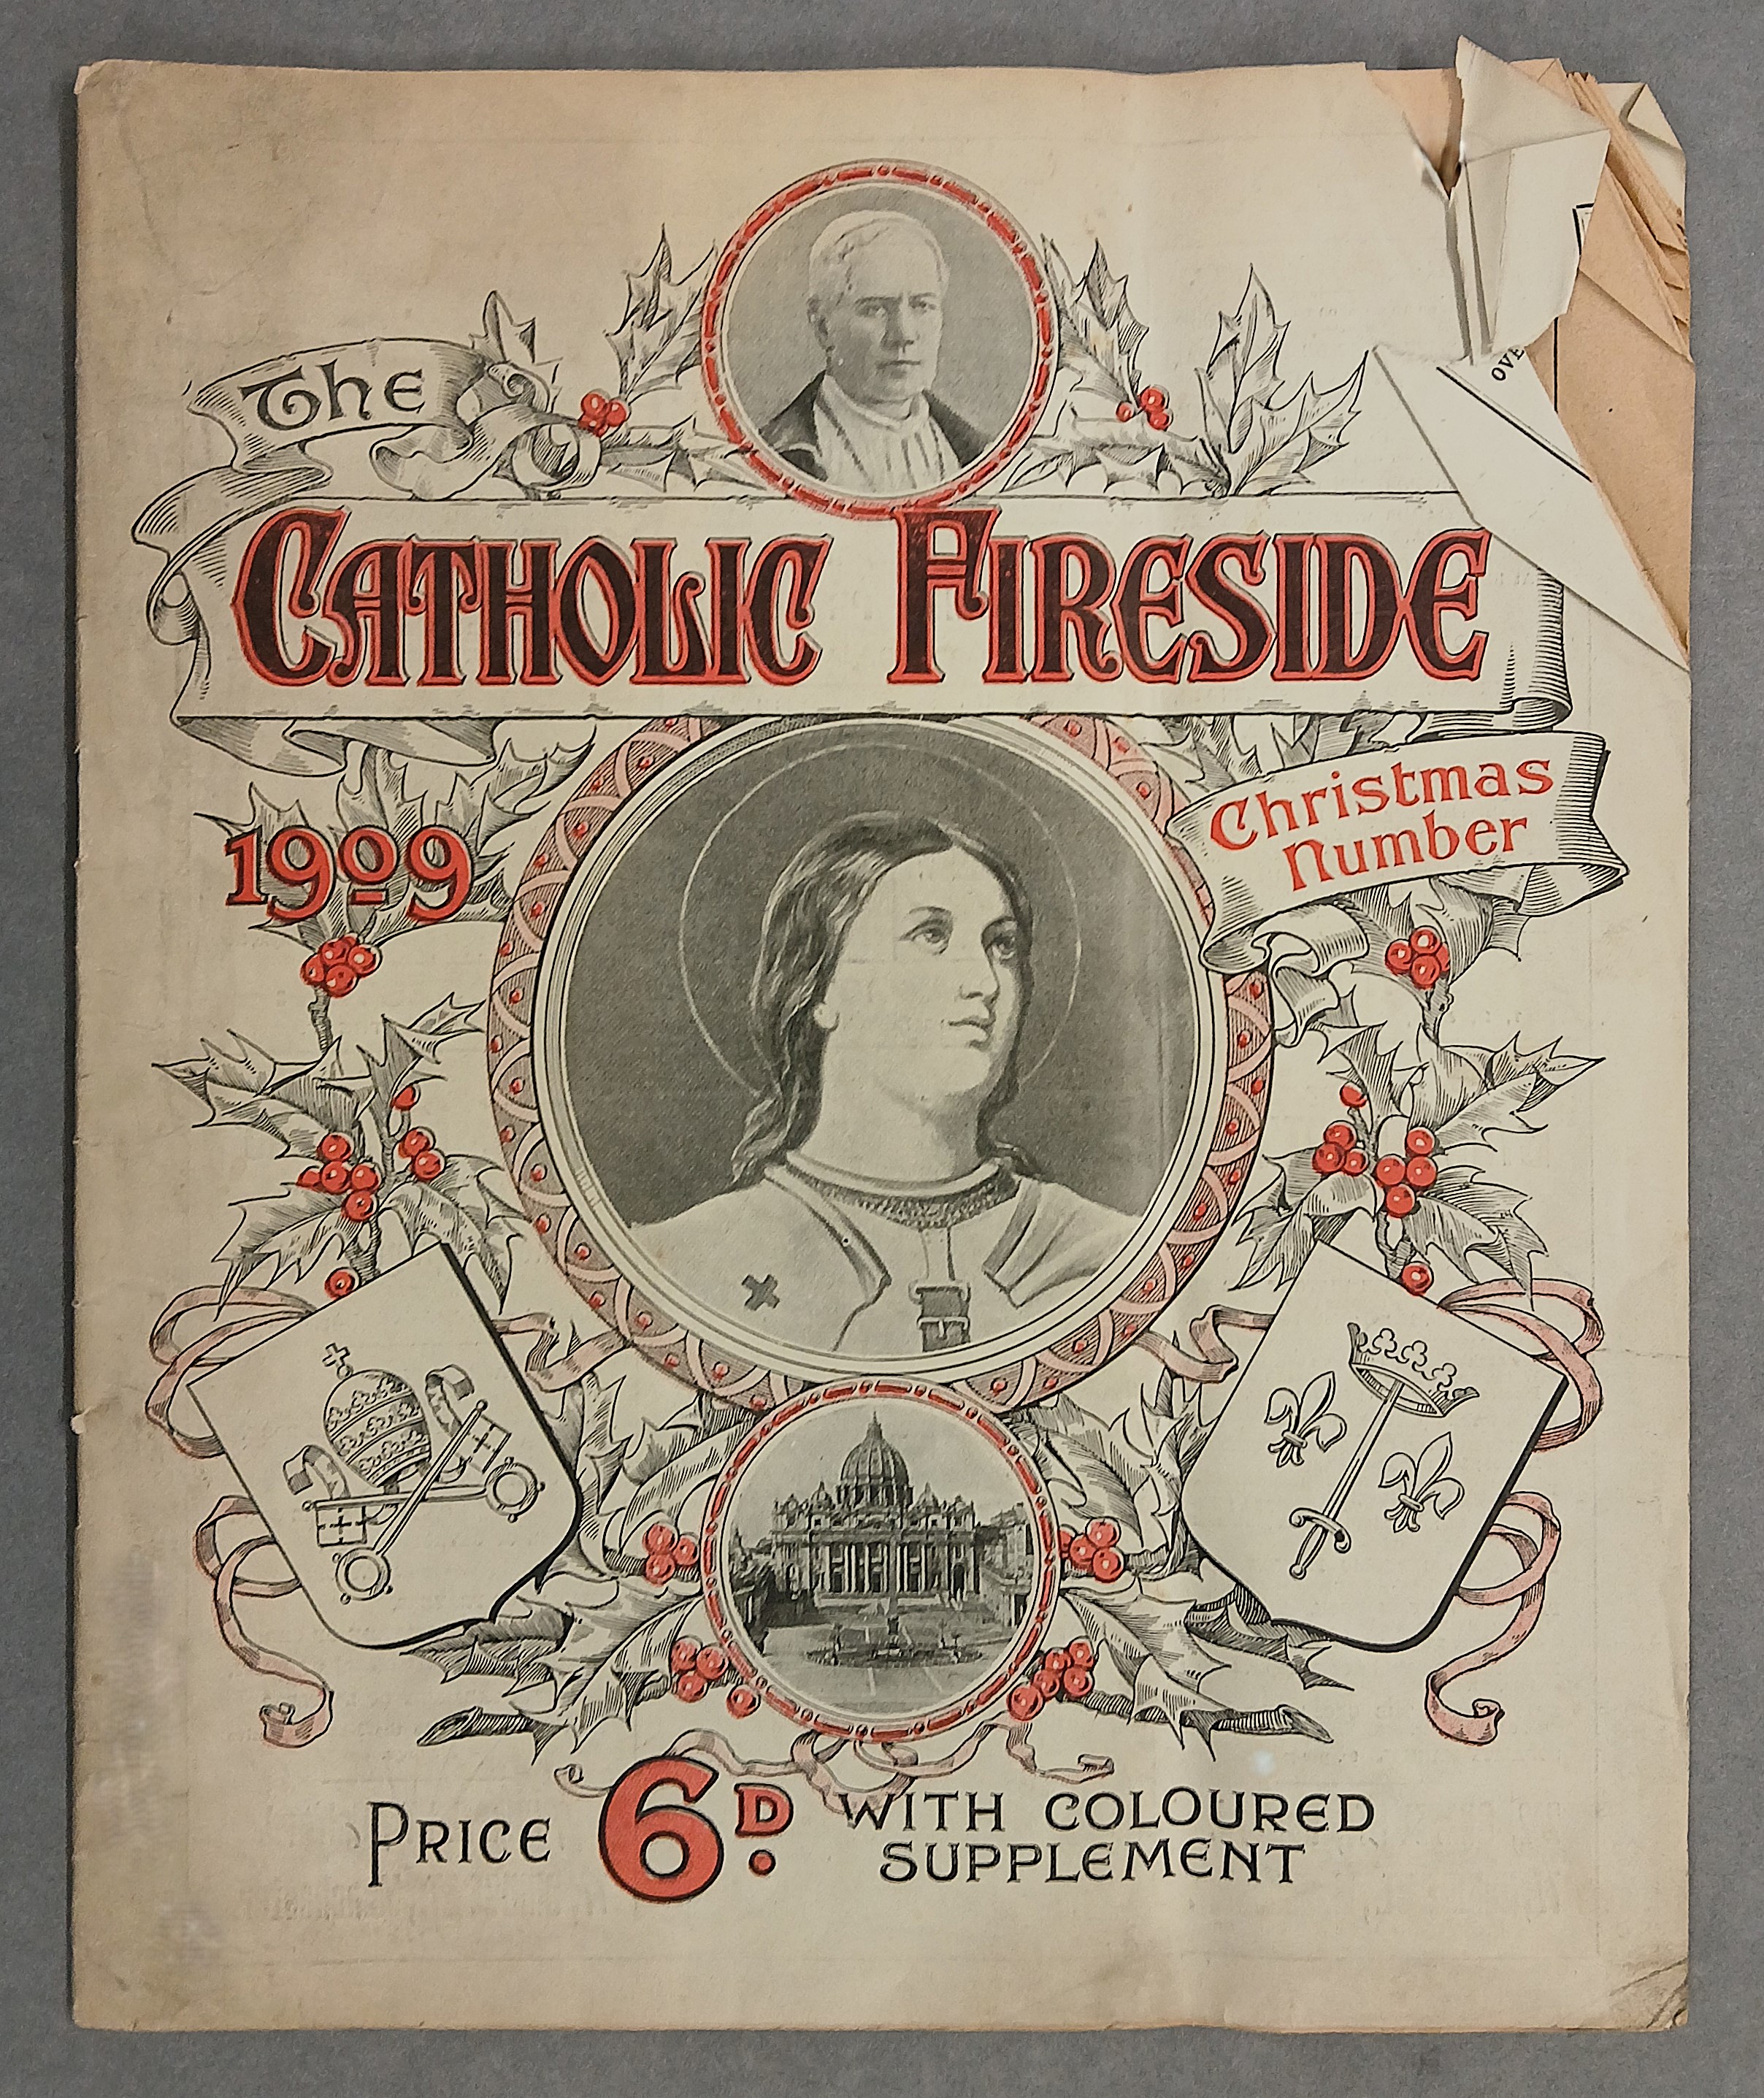 The
CATHOLIC FIRESIDE
1909
Christmas
Number
PRICE 6D. WITH COLOURED
SUPPLEMENT